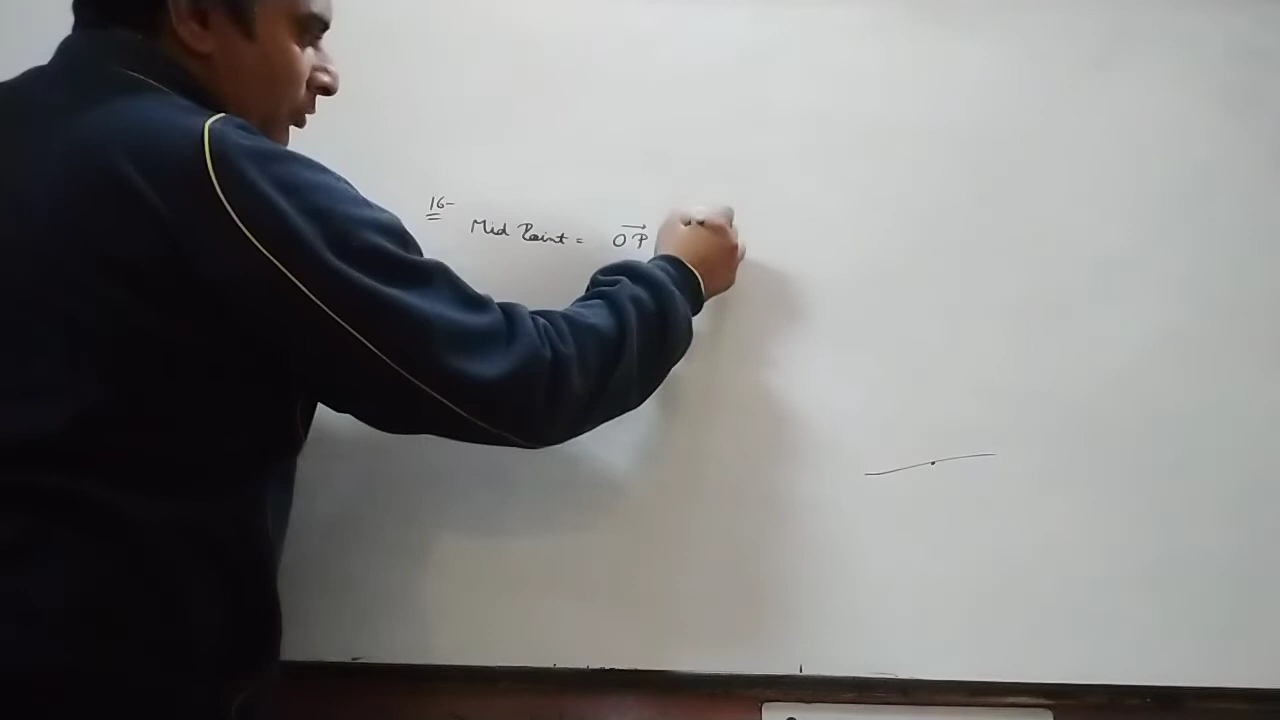 16-
Mid Point = OP⃗